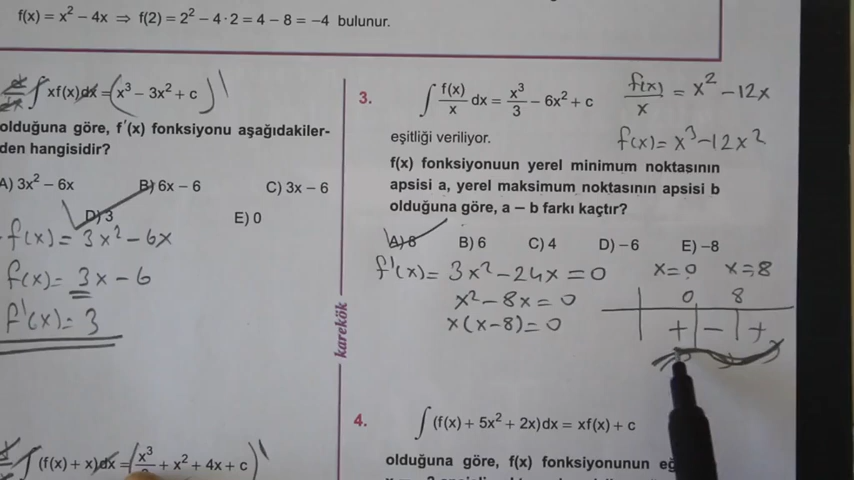 f(x) = x² − 4x ⇒ f(2) = 2² − 4 · 2 = 4 − 8 = −4 bulunur.
∫ xf(x)dx = (x³ − 3x² + c)'
olduğuna göre, f'(x) fonksiyonu aşağıdakiler-
den hangisidir?
A) 3x² − 6x B) 6x − 6 C) 3x − 6
D) 3 E) 0
f(x) = 3x² − 6x
f(x) = 3x − 6
f'(x) = 3
∫ (f(x) + x)dx = (x³ + x² + 4x + c)'
karekök
3. ∫ f(x)/x dx = x³/3 − 6x² + c
f(x)/x = x² − 12x
f(x) = x³ − 12x²
eşitliği veriliyor.
f(x) fonksiyonuun yerel minimum noktasının
apsisi a, yerel maksimum noktasının apsisi b
olduğuna göre, a − b farkı kaçtır?
A) 8 B) 6 C) 4 D) −6 E) −8
f'(x) = 3x² − 24x = 0 x = 0 x = 8
x² − 8x = 0
x(x − 8) = 0
0 8
+ − +
4. ∫ (f(x) + 5x² + 2x)dx = xf(x) + c
olduğuna göre, f(x) fonksiyonunun